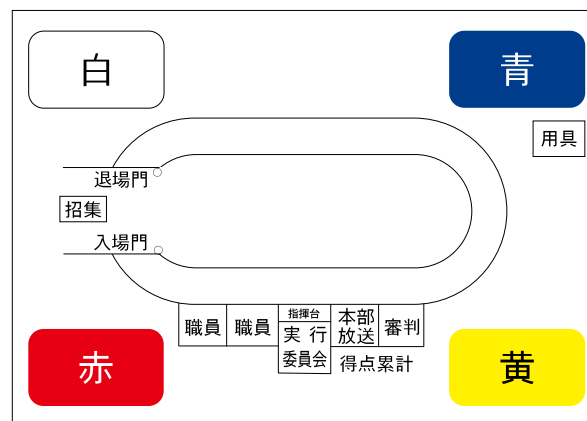 白
青
用具
退場門
招集
入場門
職員
職員
指揮台
実行
委員会
本部
放送
審判
得点累計
赤
黄